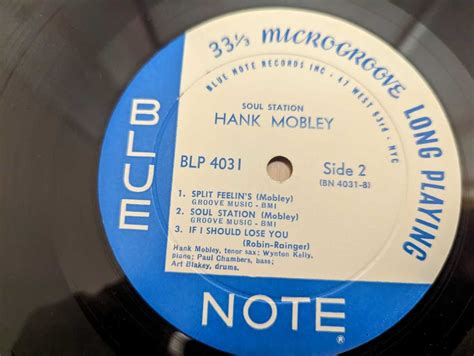 33⅓ MICROGROOVE LONG PLAYING
BLUE NOTE RECORDS INC • 47 WEST 63rd • NYC
SOUL STATION
HANK MOBLEY
BLP 4031
Side 2
(BN 4031-B)
1. SPLIT FEELIN'S (Mobley)
GROOVE MUSIC - BMI
2. SOUL STATION (Mobley)
GROOVE MUSIC - BMI
3. IF I SHOULD LOSE YOU
(Robin-Rainger)
Hank Mobley, tenor sax; Wynton Kelly,
piano; Paul Chambers, bass;
Art Blakey, drums.
BLUE
NOTE
®